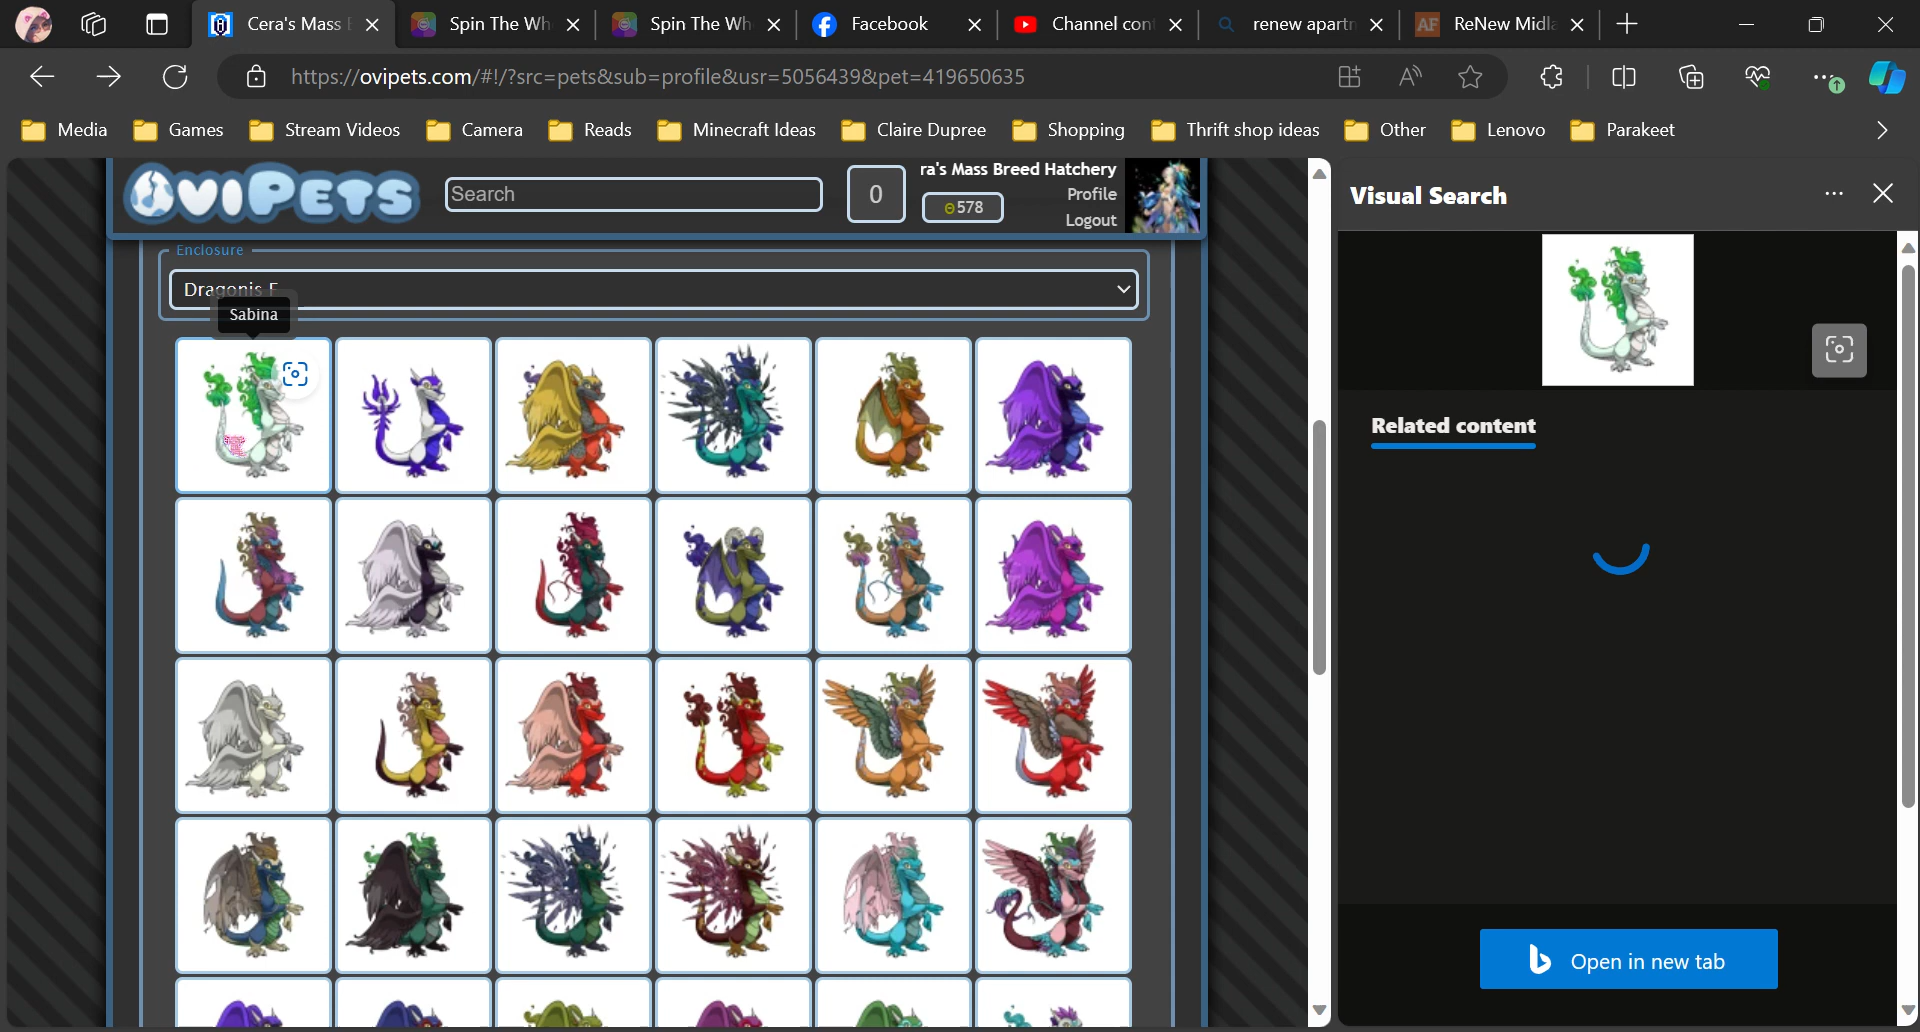 Cera's Mass
Spin The Wh
Spin The Wh
Facebook
Channel con
renew apart
AF
ReNew Midla
https://ovipets.com/#!/?src=pets&sub=profile&usr=5056439&pet=419650635
Media
Games
Stream Videos
Camera
Reads
Minecraft Ideas
Claire Dupree
Shopping
Thrift shop ideas
Other
Lenovo
Parakeet
OviPets
Search
0
ra's Mass Breed Hatchery
578
Profile
Logout
Enclosure
Dragonis F
Sabina
Visual Search
Related content
Open in new tab